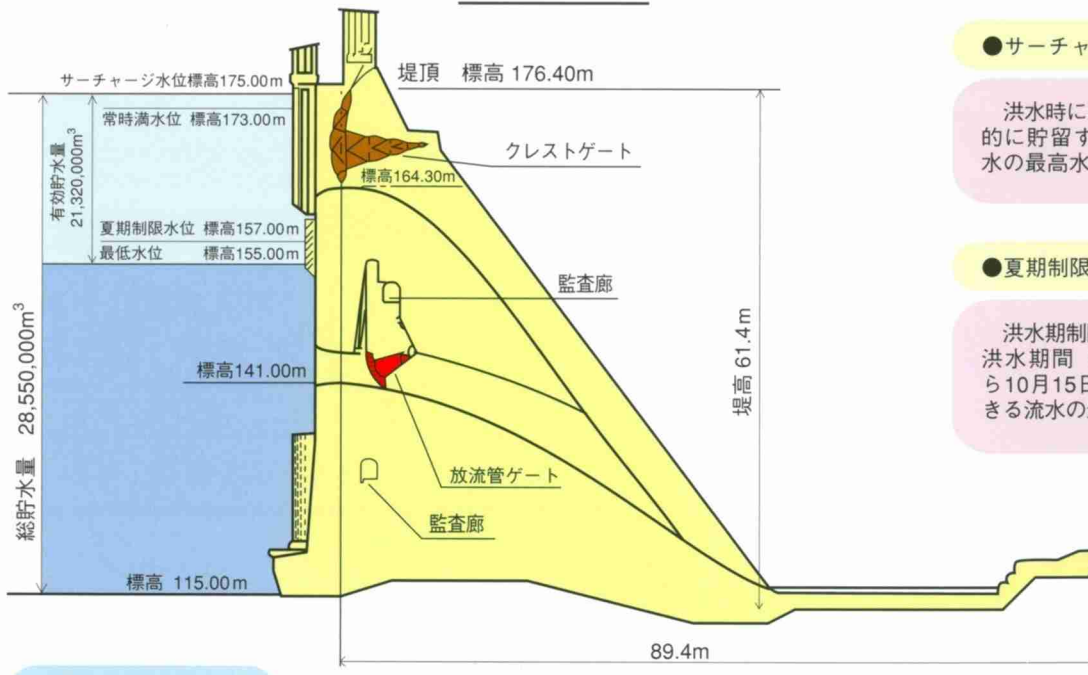 サーチャージ水位標高175.00m
堤頂 標高 176.40m
常時満水位 標高173.00m
クレストゲート
標高164.30m
有効貯水量
21,320,000m³
夏期制限水位 標高157.00m
最低水位 標高155.00m
監査廊
総貯水量 28,550,000m³
標高141.00m
堤高 61.4m
放流管ゲート
監査廊
標高 115.00m
89.4m
●サーチャ
洪水時に
的に貯留す
水の最高水
●夏期制限
洪水期制
洪水期間
ら10月15日
きる流水の